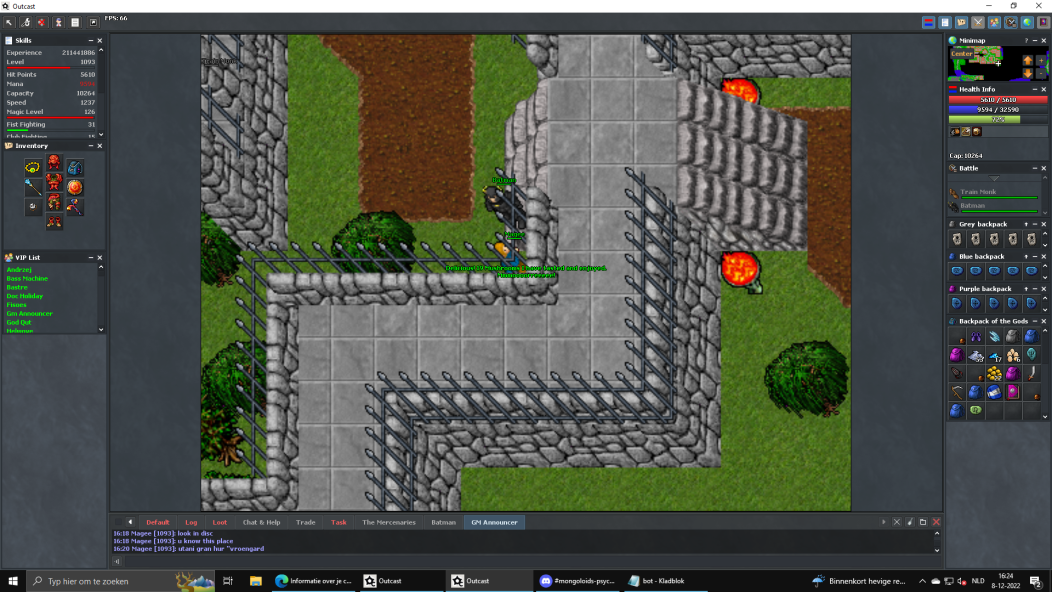 Outcast
FPS: 66
Skills
Experience 211441886
Level 1093
Hit Points 5610
Mana
Capacity 10264
Speed 1237
Magic Level 126
Fist Fighting 31
Inventory
VIP List
Andrzej
Bass Machine
Bastre
Doc Holiday
Fisnes
Gm Announcer
God Qut
Minimap
Center
Health Info
5610 / 5610
9594 / 32590
Cap: 10264
Battle
Train Monk
Batman
Grey backpack
Blue backpack
Purple backpack
Backpack of the Gods
Default
Log
Loot
Chat & Help
Trade
Task
The Mercenaries
Batman
GM Announcer
16:18 Magee [1093]: look in disc
16:18 Magee [1093]: u know this place
16:20 Magee [1093]: utani gran hur "vroengard
Typ hier om te zoeken
Informatie over je c...
Outcast
Outcast
#mongoloids-psyc...
bot - Kladblok
Binnenkort hevige re...
NLD
16:24
8-12-2022